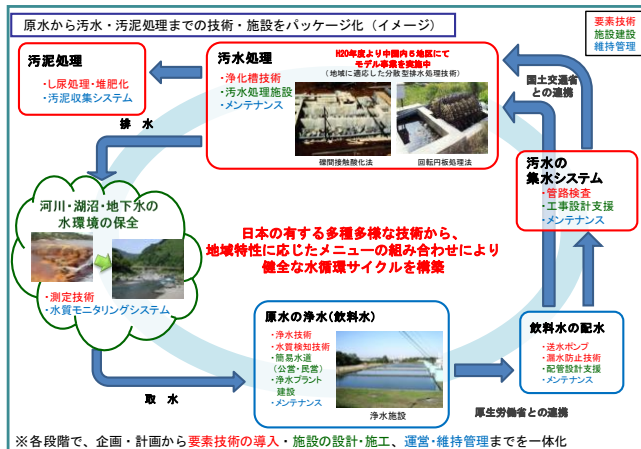 原水から汚水・汚泥処理までの技術・施設をパッケージ化（イメージ）
要素技術
施設建設
維持管理
汚泥処理
・し尿処理・堆肥化
・汚泥収集システム
汚水処理
・浄化槽技術
・汚水処理施設
・メンテナンス
H20年度より中国内５地区にて
モデル事業を実施中
（地域に適応した分散型排水処理技術）
礫間接触酸化法
回転円板処理法
国土交通省
との連携
排 水
汚水の
集水システム
・管路検査
・工事設計支援
・メンテナンス
河川・湖沼・地下水の
水環境の保全
・測定技術
・水質モニタリングシステム
日本の有する多種多様な技術から、
地域特性に応じたメニューの組み合わせにより
健全な水循環サイクルを構築
原水の浄水（飲料水）
・浄水技術
・水質検知技術
・簡易水道
（公営・民営）
・浄水プラント
建設
・メンテナンス
浄水施設
飲料水の配水
・送水ポンプ
・漏水防止技術
・配管設計支援
・メンテナンス
取 水
厚生労働省との連携
※各段階で、企画・計画から要素技術の導入・施設の設計・施工、運営・維持管理までを一体化